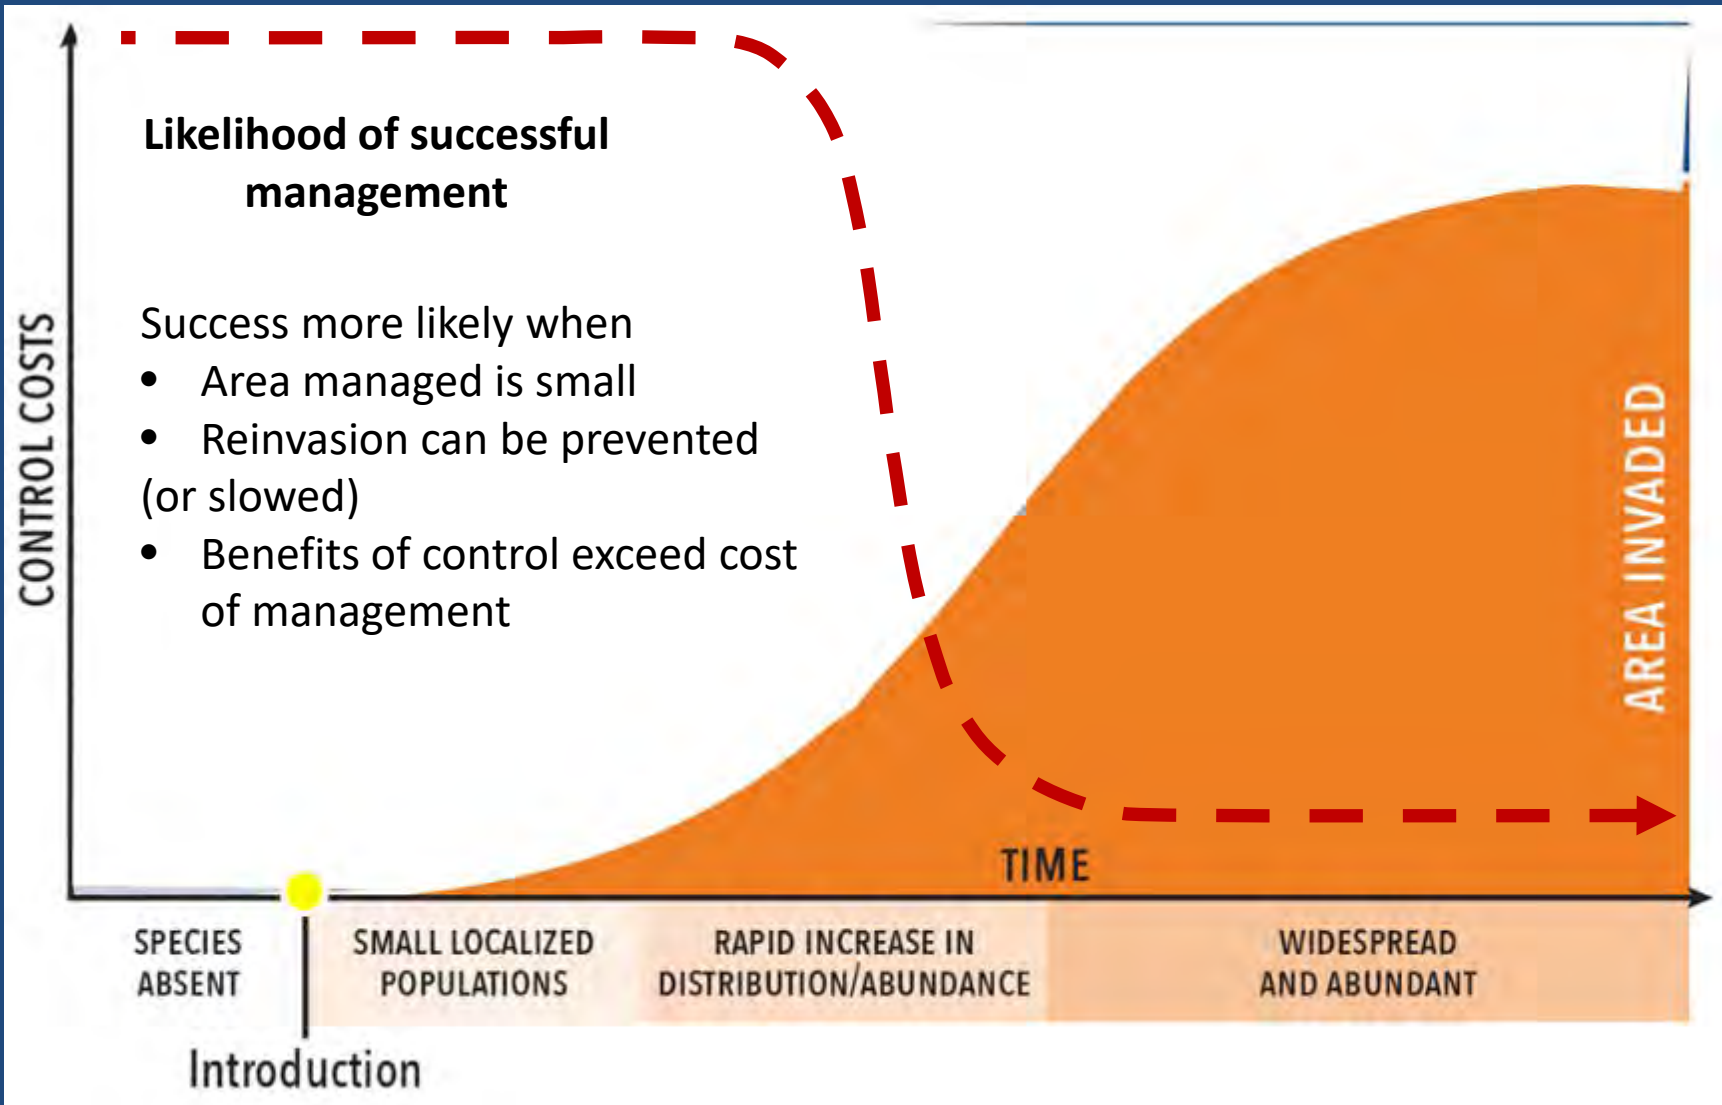 Likelihood of successful
management
Success more likely when
• Area managed is small
• Reinvasion can be prevented
(or slowed)
• Benefits of control exceed cost
of management
CONTROL COSTS
AREA INVADED
TIME
SPECIES
ABSENT
SMALL LOCALIZED
POPULATIONS
RAPID INCREASE IN
DISTRIBUTION/ABUNDANCE
WIDESPREAD
AND ABUNDANT
Introduction